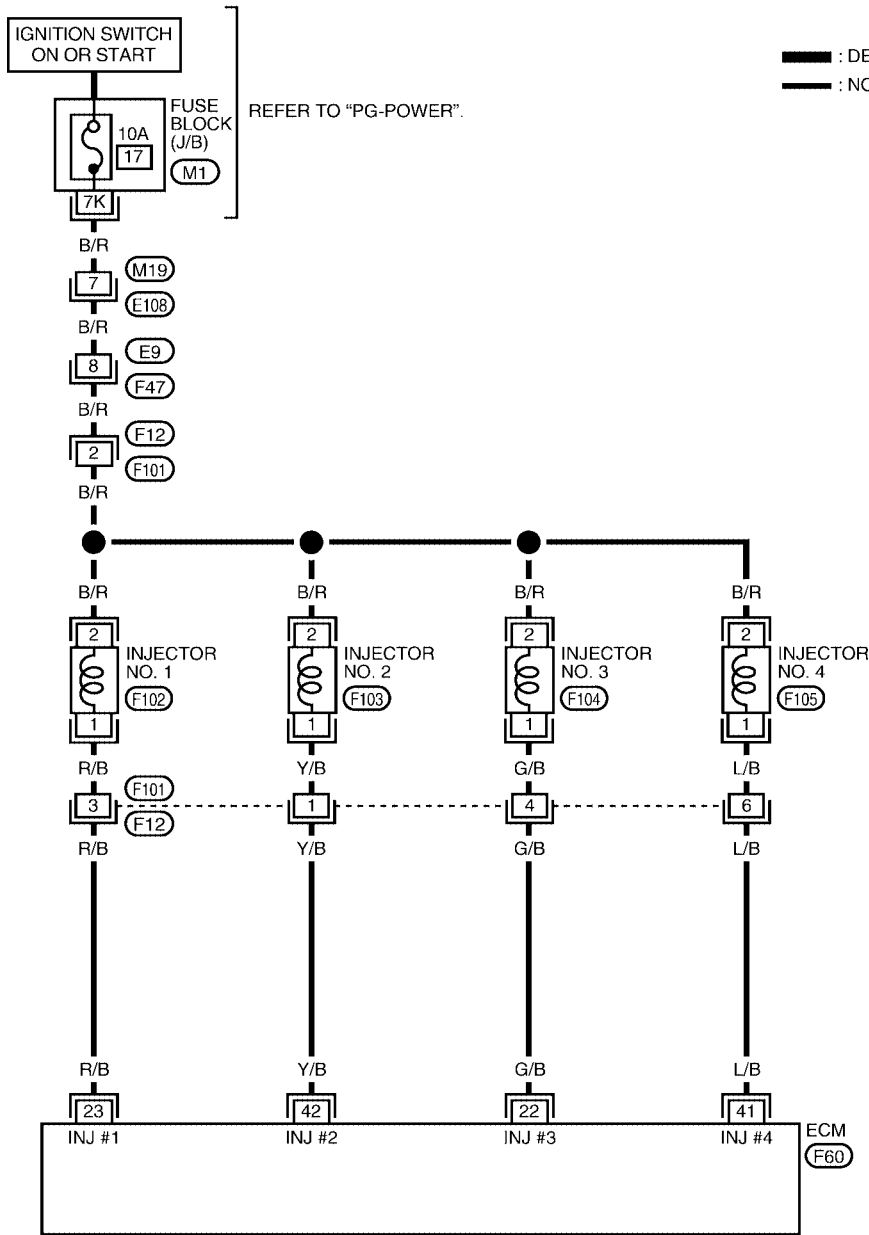 IGNITION SWITCH
ON OR START
: DE
: NO
FUSE
BLOCK
(J/B)
REFER TO “PG-POWER”.
10A
17
M1
7K
B/R
7
M19
E108
B/R
8
E9
F47
B/R
2
F12
F101
B/R
B/R B/R B/R B/R
2 2 2 2
INJECTOR
NO. 1
F102
INJECTOR
NO. 2
F103
INJECTOR
NO. 3
F104
INJECTOR
NO. 4
F105
1 1 1 1
R/B Y/B G/B L/B
F101
3 1 4 6
F12
R/B Y/B G/B L/B
R/B Y/B G/B L/B
23 42 22 41
INJ #1 INJ #2 INJ #3 INJ #4
ECM
F60